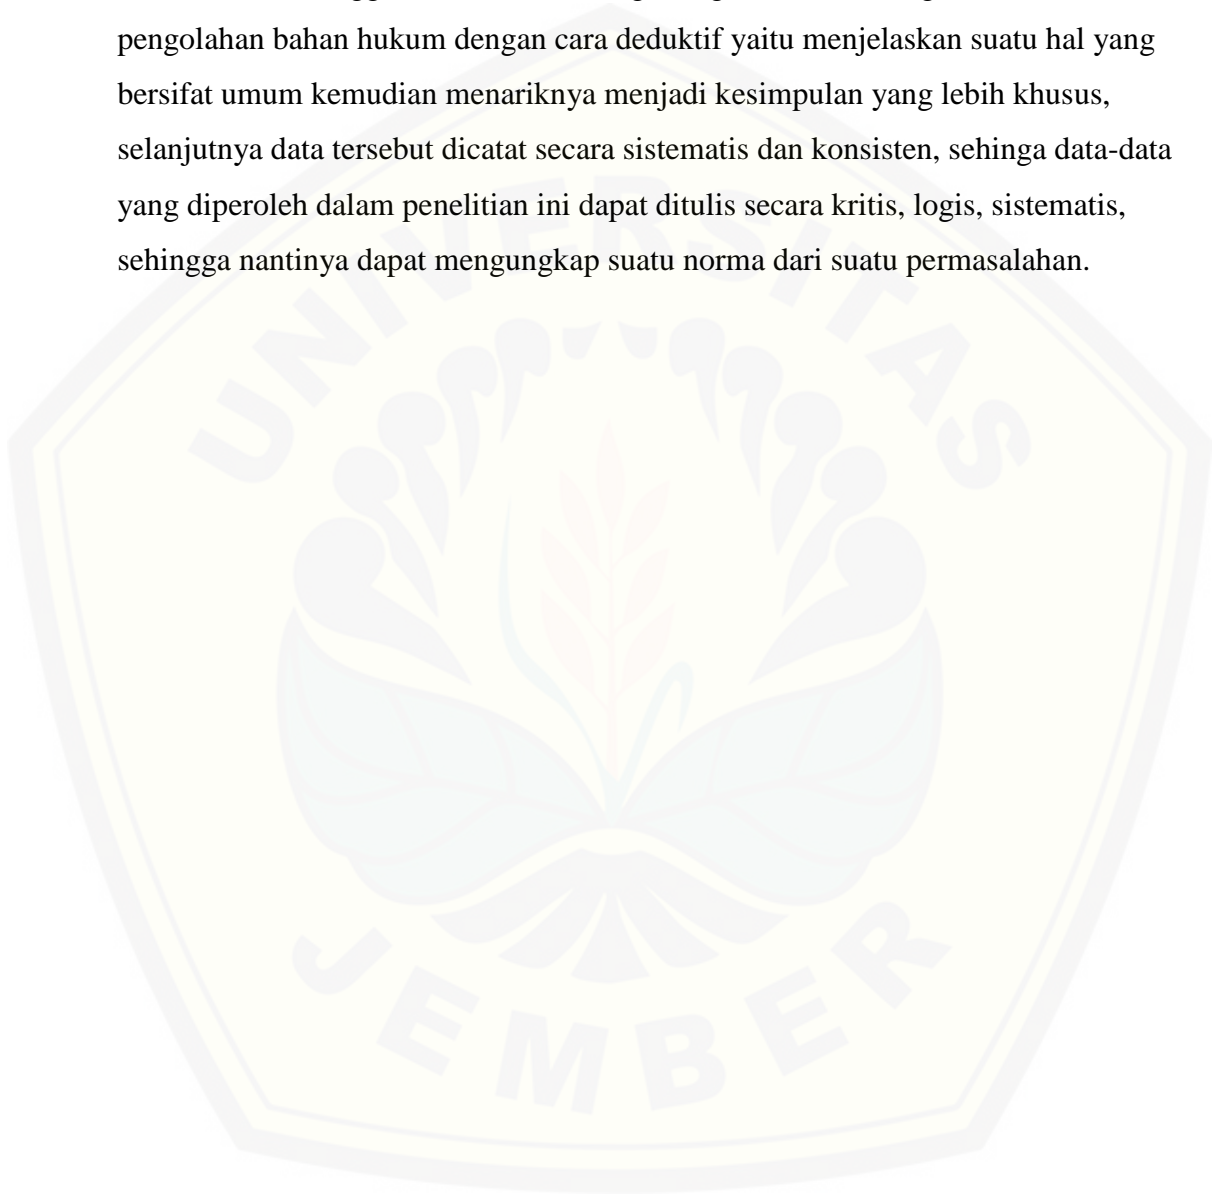 pengolahan bahan hukum dengan cara deduktif yaitu menjelaskan suatu hal yang
bersifat umum kemudian menariknya menjadi kesimpulan yang lebih khusus,
selanjutnya data tersebut dicatat secara sistematis dan konsisten, sehinga data-data
yang diperoleh dalam penelitian ini dapat ditulis secara kritis, logis, sistematis,
sehingga nantinya dapat mengungkap suatu norma dari suatu permasalahan.
UNIVERSITAS
JEMBER